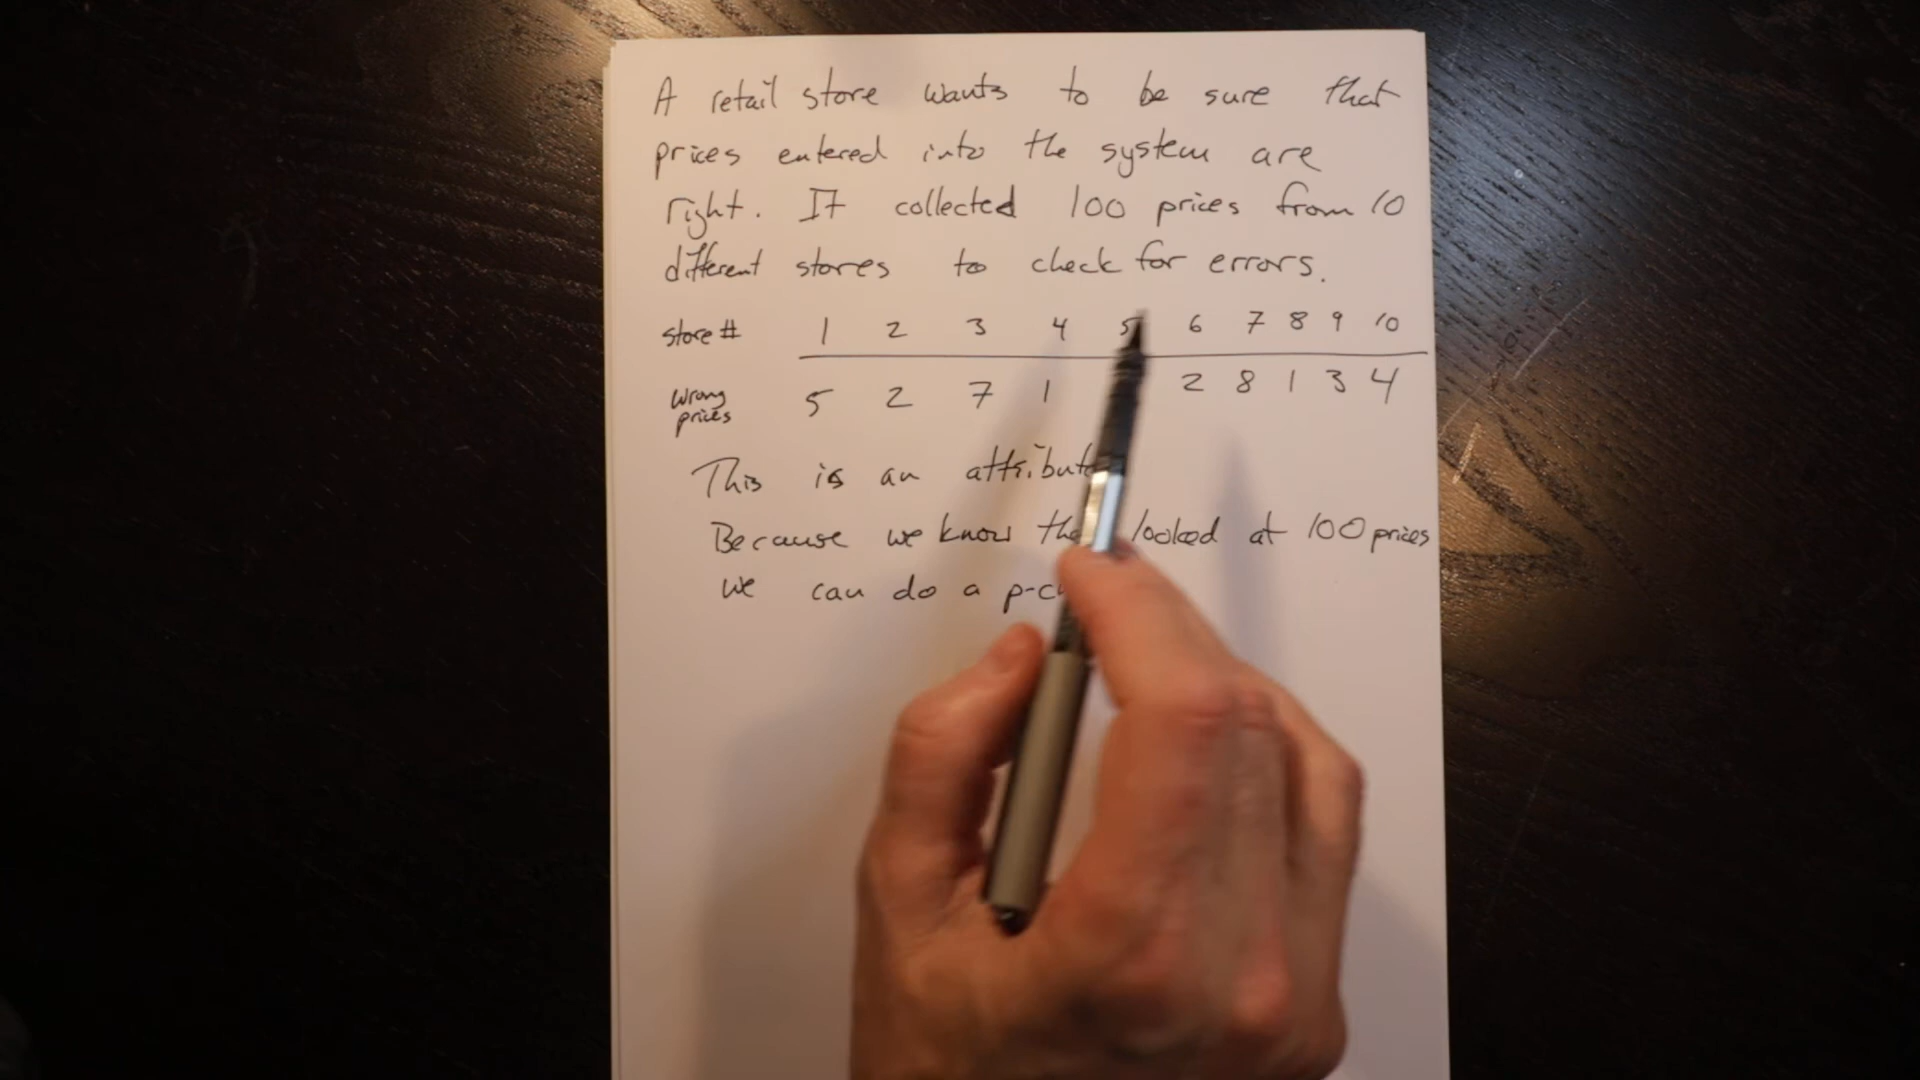 A retail store wants to be sure that
prices entered into the system are
right. It collected 100 prices from 10
different stores to check for errors.
store # 1 2 3 4 5 6 7 8 9 10
wrong prices 5 2 7 1 2 8 1 3 4
This is an attribute
Because we know looked at 100 prices
we can do a